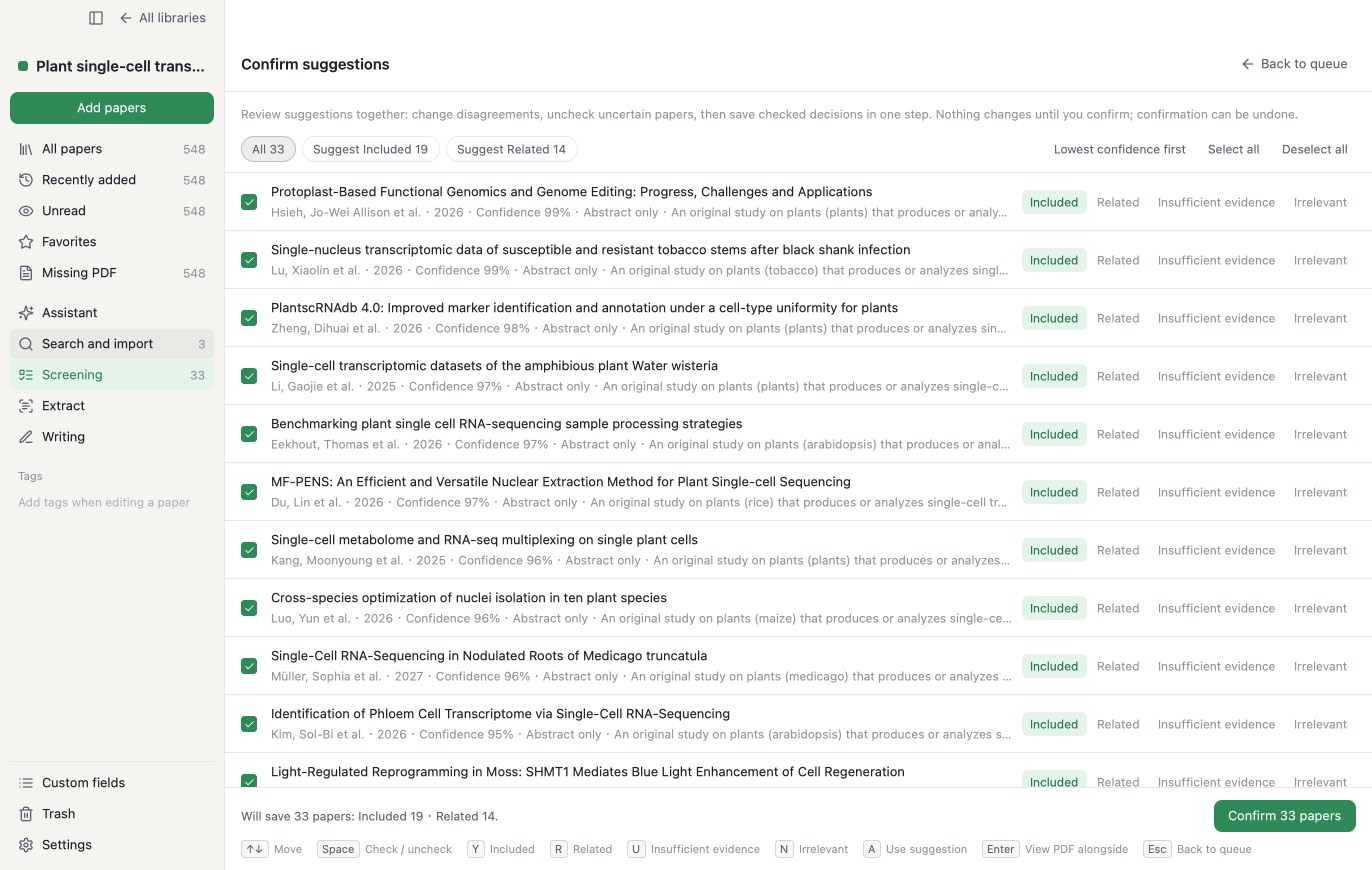 All libraries
Plant single-cell trans...
Add papers
All papers 548
Recently added 548
Unread 548
Favorites
Missing PDF 548
Assistant
Search and import 3
Screening 33
Extract
Writing
Tags
Add tags when editing a paper
Custom fields
Trash
Settings
Confirm suggestions
Back to queue
Review suggestions together: change disagreements, uncheck uncertain papers, then save checked decisions in one step. Nothing changes until you confirm; confirmation can be undone.
All 33 Suggest Included 19 Suggest Related 14 Lowest confidence first Select all Deselect all
Protoplast-Based Functional Genomics and Genome Editing: Progress, Challenges and Applications
Hsieh, Jo-Wei Allison et al. · 2026 · Confidence 99% · Abstract only · An original study on plants (plants) that produces or analy...
Included Related Insufficient evidence Irrelevant
Single-nucleus transcriptomic data of susceptible and resistant tobacco stems after black shank infection
Lu, Xiaolin et al. · 2026 · Confidence 99% · Abstract only · An original study on plants (tobacco) that produces or analyzes singl...
Included Related Insufficient evidence Irrelevant
PlantscRNAdb 4.0: Improved marker identification and annotation under a cell-type uniformity for plants
Zheng, Dihuai et al. · 2026 · Confidence 98% · Abstract only · An original study on plants (plants) that produces or analyzes sin...
Included Related Insufficient evidence Irrelevant
Single-cell transcriptomic datasets of the amphibious plant Water wisteria
Li, Gaojie et al. · 2025 · Confidence 97% · Abstract only · An original study on plants (plants) that produces or analyzes single-c...
Included Related Insufficient evidence Irrelevant
Benchmarking plant single cell RNA-sequencing sample processing strategies
Eekhout, Thomas et al. · 2026 · Confidence 97% · Abstract only · An original study on plants (arabidopsis) that produces or anal...
Included Related Insufficient evidence Irrelevant
MF-PENS: An Efficient and Versatile Nuclear Extraction Method for Plant Single-cell Sequencing
Du, Lin et al. · 2026 · Confidence 97% · Abstract only · An original study on plants (rice) that produces or analyzes single-cell tr...
Included Related Insufficient evidence Irrelevant
Single-cell metabolome and RNA-seq multiplexing on single plant cells
Kang, Moonyoung et al. · 2025 · Confidence 96% · Abstract only · An original study on plants (plants) that produces or analyzes...
Included Related Insufficient evidence Irrelevant
Cross-species optimization of nuclei isolation in ten plant species
Luo, Yun et al. · 2026 · Confidence 96% · Abstract only · An original study on plants (maize) that produces or analyzes single-ce...
Included Related Insufficient evidence Irrelevant
Single-Cell RNA-Sequencing in Nodulated Roots of Medicago truncatula
Müller, Sophia et al. · 2027 · Confidence 96% · Abstract only · An original study on plants (medicago) that produces or analyzes ...
Included Related Insufficient evidence Irrelevant
Identification of Phloem Cell Transcriptome via Single-Cell RNA-Sequencing
Kim, Sol-Bi et al. · 2026 · Confidence 95% · Abstract only · An original study on plants (arabidopsis) that produces or analyzes s...
Included Related Insufficient evidence Irrelevant
Light-Regulated Reprogramming in Moss: SHMT1 Mediates Blue Light Enhancement of Cell Regeneration
Included Related Insufficient evidence Irrelevant
Will save 33 papers: Included 19 · Related 14.
Confirm 33 papers
↑↓ Move Space Check / uncheck Y Included R Related U Insufficient evidence N Irrelevant A Use suggestion Enter View PDF alongside Esc Back to queue